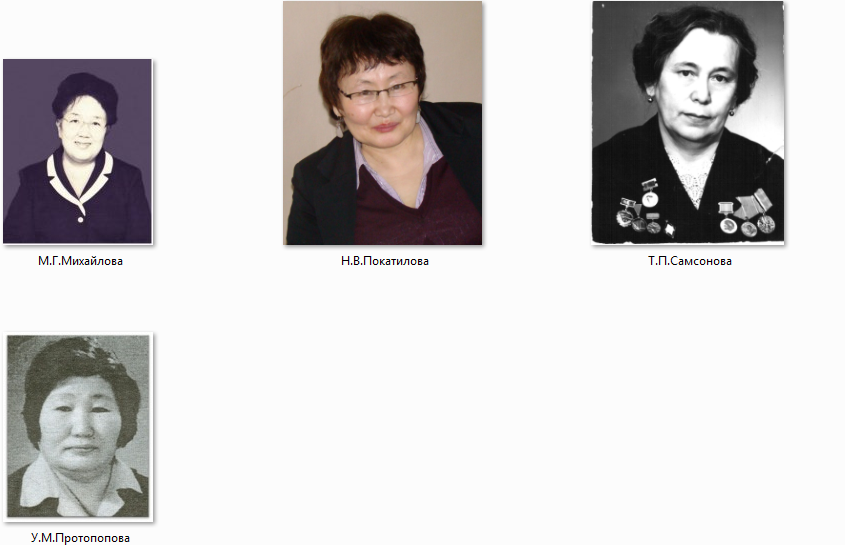 М.Г.Михайлова
Н.В.Покатилова
Т.П.Самсонова
У.М.Протопопова